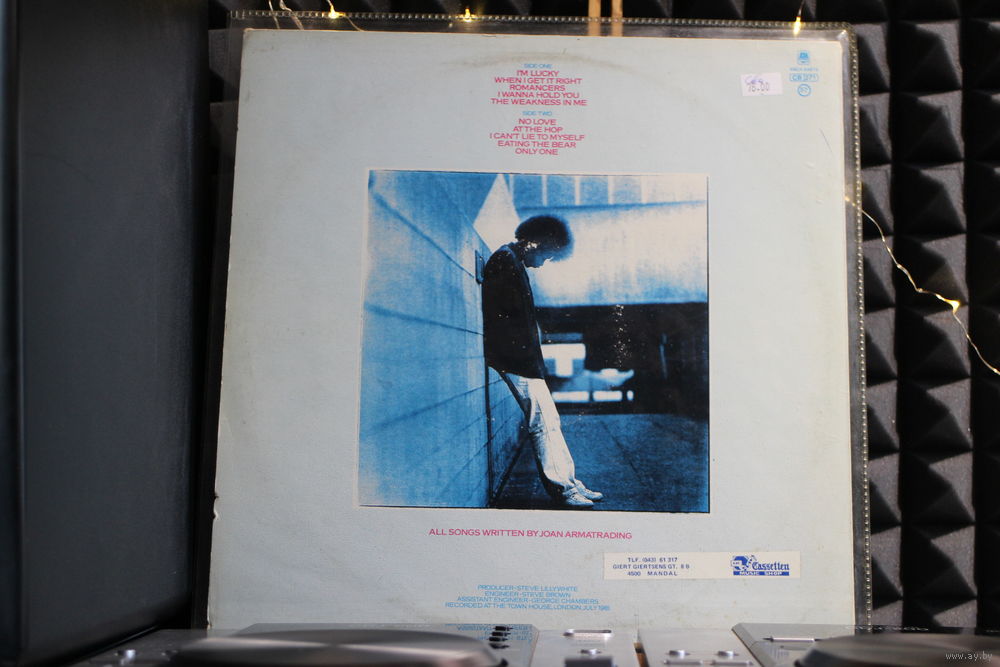 SIDE ONE
I'M LUCKY
WHEN I GET IT RIGHT
ROMANCERS
I WANNA HOLD YOU
THE WEAKNESS IN ME
SIDE TWO
NO LOVE
AT THE HOP
I CAN'T LIE TO MYSELF
EATING THE BEAR
ONLY ONE
CB 271
ALL SONGS WRITTEN BY JOAN ARMATRADING
TLF. (043) 61 317
GIERT GIERTSENS GT. 8 B
4500 MANDAL
Cassetten
MUSIC SHOP
PRODUCER-STEVE LILLYWHITE
ENGINEER-STEVE BROWN
ASSISTANT ENGINEER-GEORGE CHAMBERS
RECORDED AT THE TOWN HOUSE, LONDON, JULY 1981.
www.ay.by